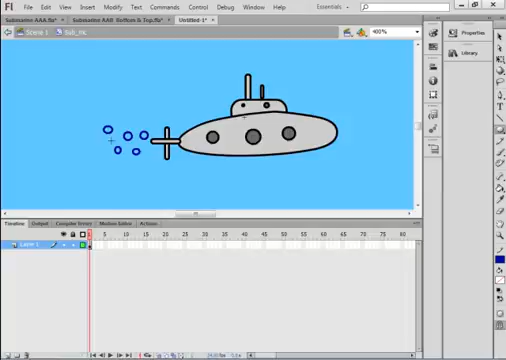 Fl File Edit View Insert Modify Text Commands Control Debug Window Help Essentials
Submarine AAA.fla* × Submarine AAB Bottom & Top.fla* × Untitled-1* ×
Scene 1 Sub_mc 400%
Properties
Library
Timeline Output Compiler Errors Motion Editor Actions
1 5 10 15 20 25 30 35 40 45 50 55 60 65 70 75 80
Layer 1